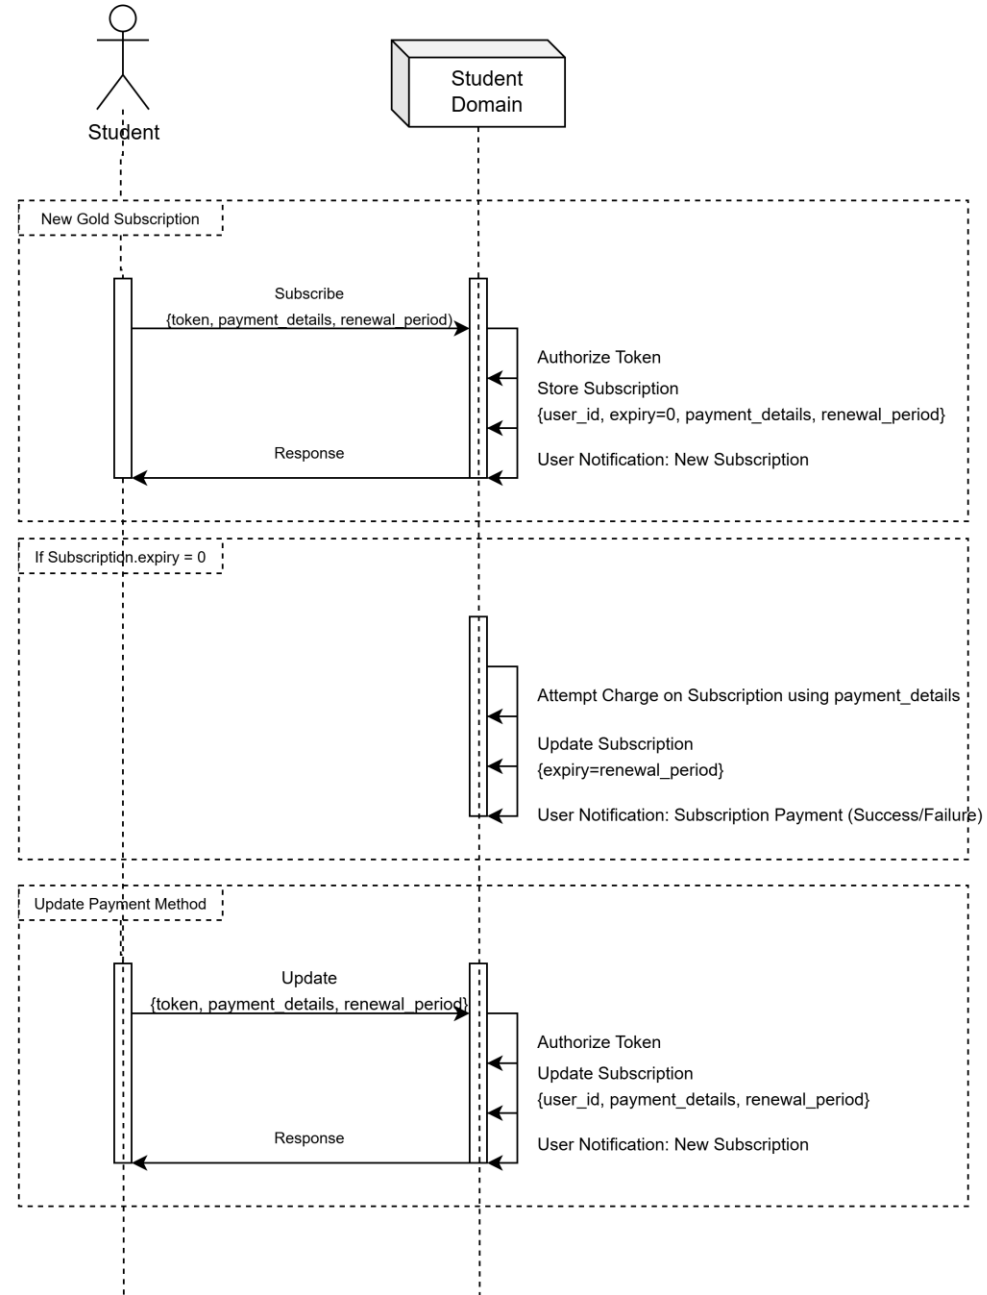 Student
Student
Domain
New Gold Subscription
Subscribe
{token, payment_details, renewal_period)
Authorize Token
Store Subscription
{user_id, expiry=0, payment_details, renewal_period}
User Notification: New Subscription
Response
If Subscription.expiry = 0
Attempt Charge on Subscription using payment_details
Update Subscription
{expiry=renewal_period}
User Notification: Subscription Payment (Success/Failure)
Update Payment Method
Update
{token, payment_details, renewal_period}
Authorize Token
Update Subscription
{user_id, payment_details, renewal_period}
User Notification: New Subscription
Response